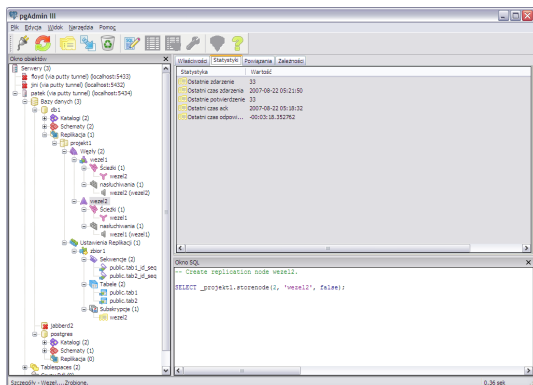 pgAdmin III
Plik Edycja Widok Narzędzia Pomoc
Okno obiektów
Servery (3)
floyd (via putty tunnel) (localhost:5433)
jini (via putty tunnel) (localhost:5432)
patek (via putty tunnel) (localhost:5434)
Bazy danych (3)
db1
Katalogi (2)
Schematy (2)
Replikacja (1)
projekt1
Węzły (2)
wezel1
Ścieżki (1)
wezel2
nasłuchiwania (1)
wezel2 (wezel2)
wezel2
Ścieżki (1)
wezel1
nasłuchiwania (1)
wezel1 (wezel1)
Ustawienia Replikacji (1)
zbior1
Sekwencje (2)
public.tab1_id_seq
public.tab2_id_seq
Tabele (2)
public.tab1
public.tab2
Subskrypcje (1)
wezel2
jabberd2
postgres
Katalogi (2)
Schematy (1)
Replikacja (0)
Tablespaces (2)
Właściwości Statystyki Powiązania Zależności
Statystyka Wartość
Ostatnie zdarzenie 33
Ostatni czas zdarzenia 2007-08-22 05:21:50
Ostatnie potwierdzenie 33
Ostatni czas ack 2007-08-22 05:18:32
Ostatni czas odpowi... -00:03:18.352762
Okno SQL
-- Create replication node wezel2.
SELECT _projekt1.storenode(2, 'wezel2', false);
Szczegóły - Węzeł....Zrobione.
0.36 sek